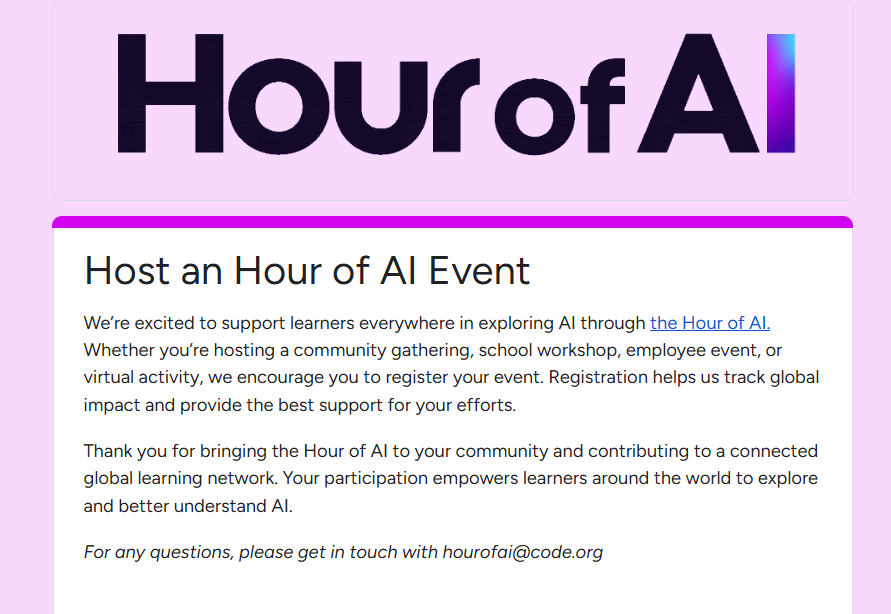 Hour of AI
Host an Hour of AI Event
We’re excited to support learners everywhere in exploring AI through the Hour of AI.
Whether you’re hosting a community gathering, school workshop, employee event, or
virtual activity, we encourage you to register your event. Registration helps us track global
impact and provide the best support for your efforts.
Thank you for bringing the Hour of AI to your community and contributing to a connected
global learning network. Your participation empowers learners around the world to explore
and better understand AI.
For any questions, please get in touch with hourofai@code.org